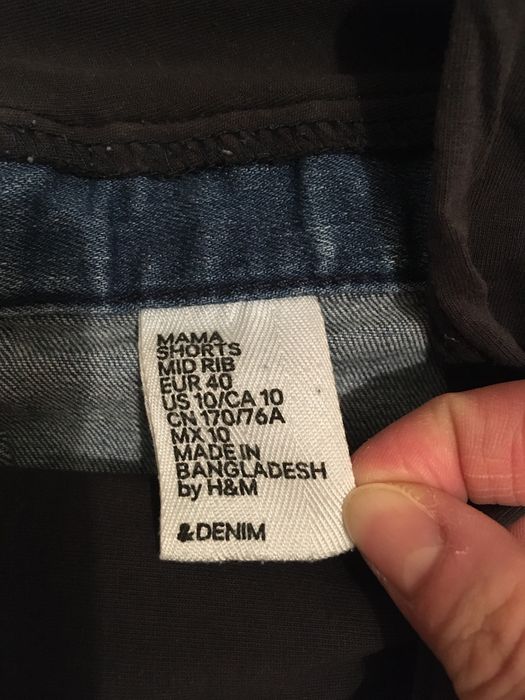 MAMA
SHORTS
MID RIB
EUR 40
US 10/CA 10
CN 170/76A
MX 10
MADE IN
BANGLADESH
by H&M
&DENIM